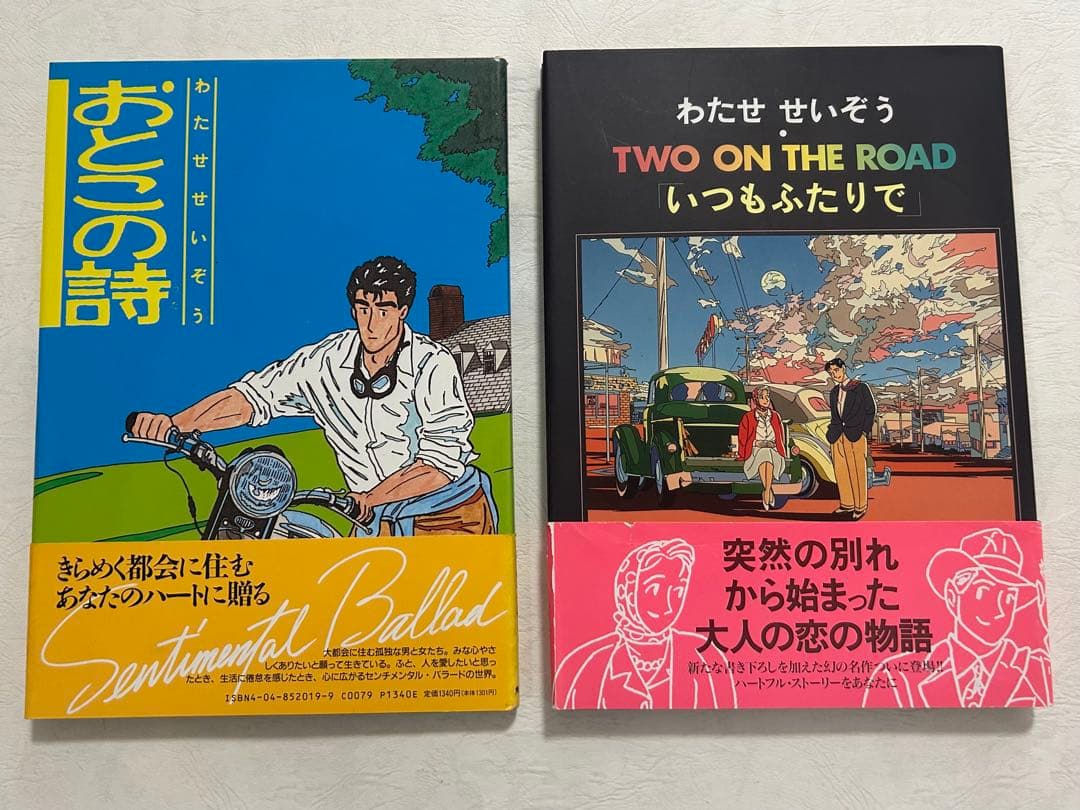 わたせせいぞう
おとこの詩
きらめく都会に住む
あなたのハートに贈る
Sentimental Ballad
大都会に住む孤独な男と女たち。みな心やさ
しくありたいと願って生きている。ふと、人を愛したいと思っ
たとき、生活に倦怠を感じたとき、心に広がるセンチメンタル・バラードの世界。
ISBN4-04-852019-9 C0079 P1340E 定価1340円(本体1301円)
わたせ せいぞう
・
TWO ON THE ROAD
「いつもふたりで」
突然の別れ
から始まった
大人の恋の物語
新たな書き下ろしを加えた幻の名作ついに登場!!
ハートフル・ストーリーをあなたに